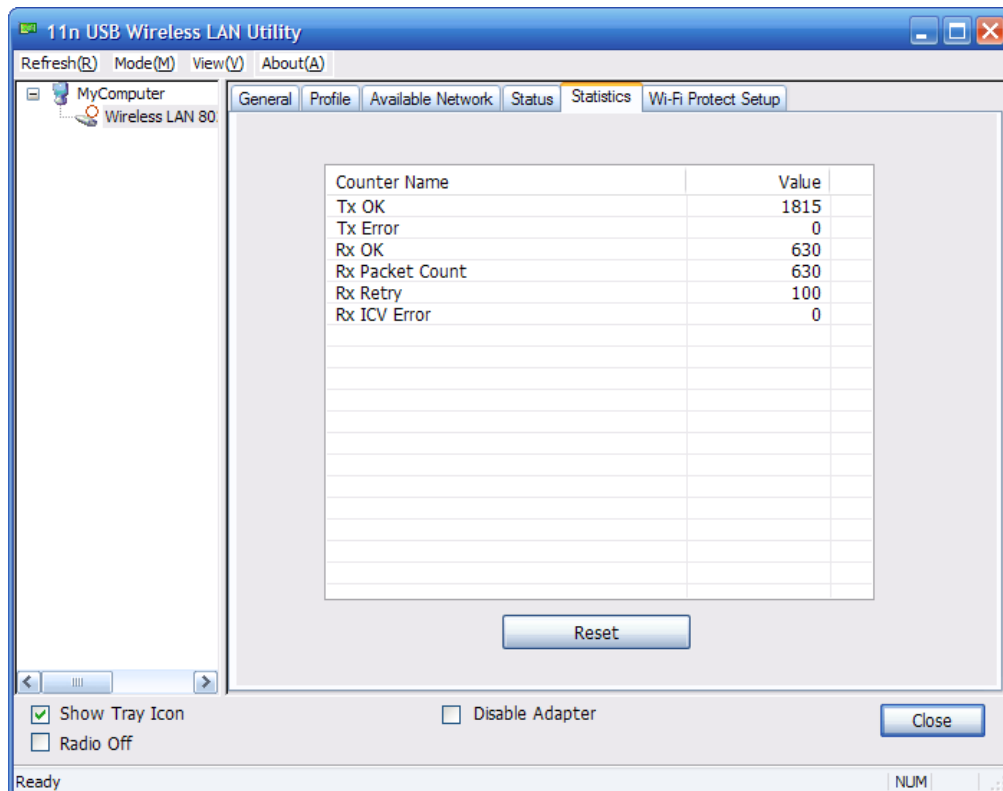 11n USB Wireless LAN Utility
Refresh(R) Mode(M) View(V) About(A)
MyComputer
Wireless LAN 80
General Profile Available Network Status Statistics Wi-Fi Protect Setup
Counter Name Value
Tx OK 1815
Tx Error 0
Rx OK 630
Rx Packet Count 630
Rx Retry 100
Rx ICV Error 0
Reset
Show Tray Icon Disable Adapter
Radio Off
Close
Ready NUM